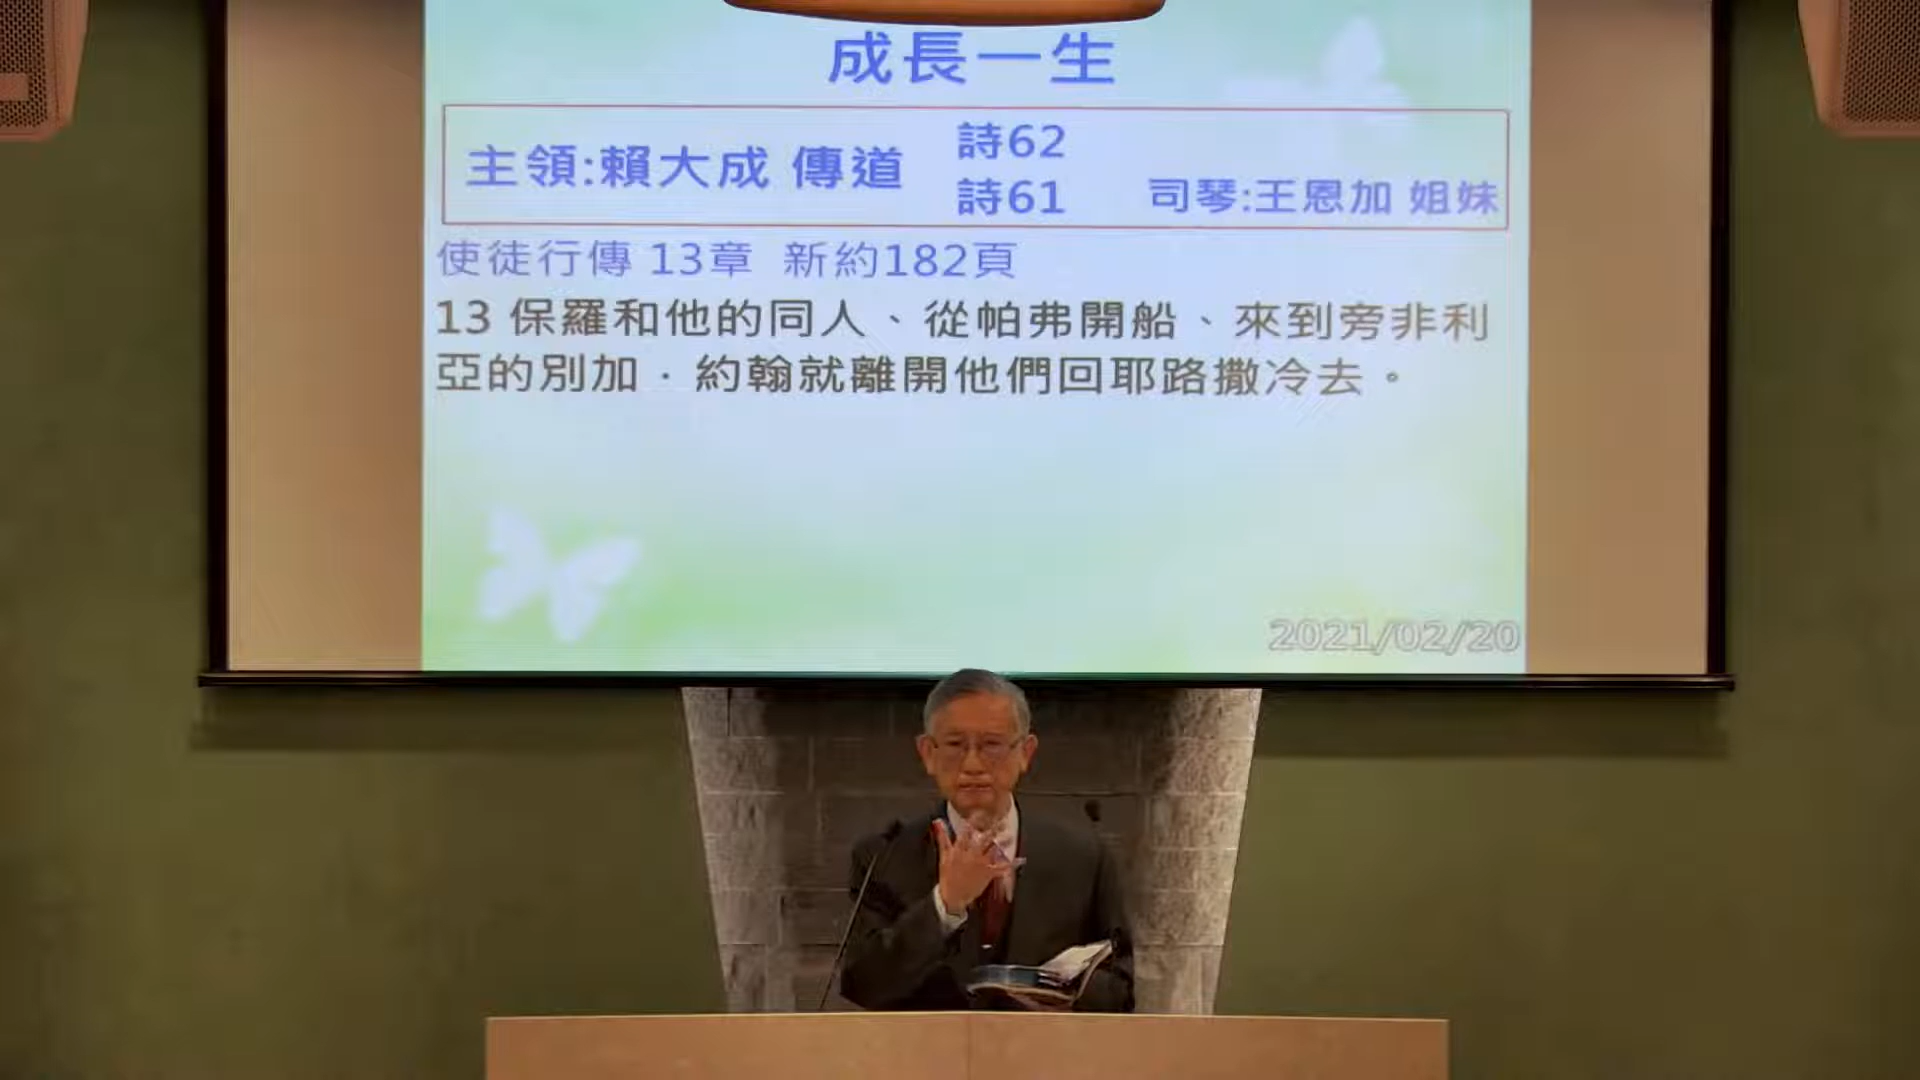 成長一生
主領:賴大成 傳道
詩62
詩61
司琴:王恩加 姐妹
使徒行傳 13章 新約182頁
13 保羅和他的同人、從帕弗開船、來到旁非利
亞的別加．約翰就離開他們回耶路撒冷去。
2021/02/20